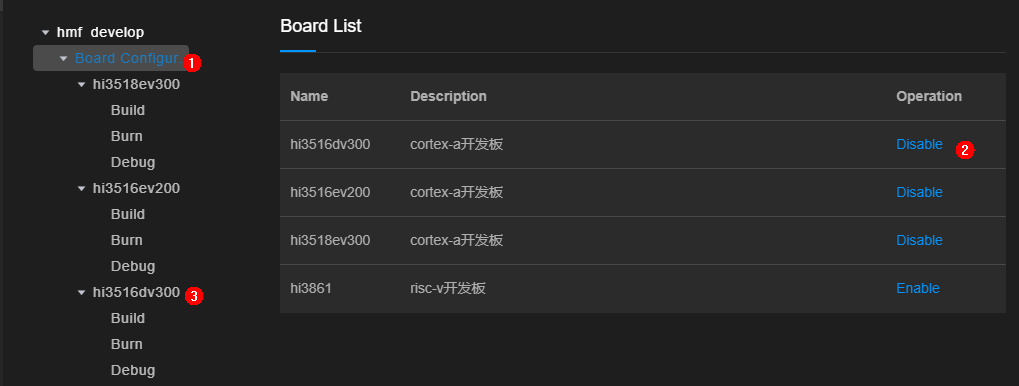 hmf_develop
Board Configur...
1
hi3518ev300
Build
Burn
Debug
hi3516ev200
Build
Burn
Debug
hi3516dv300
3
Build
Burn
Debug
Board List
Name Description Operation
hi3516dv300 cortex-a开发板 Disable
2
hi3516ev200 cortex-a开发板 Disable
hi3518ev300 cortex-a开发板 Disable
hi3861 risc-v开发板 Enable